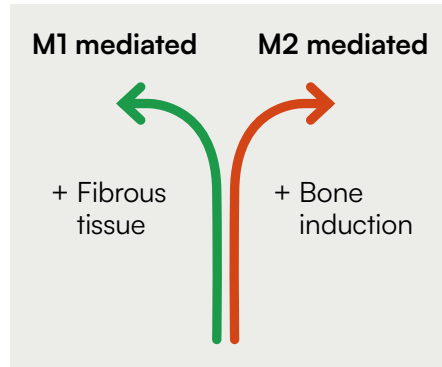 M1 mediated
M2 mediated
+ Fibrous
tissue
+ Bone
induction